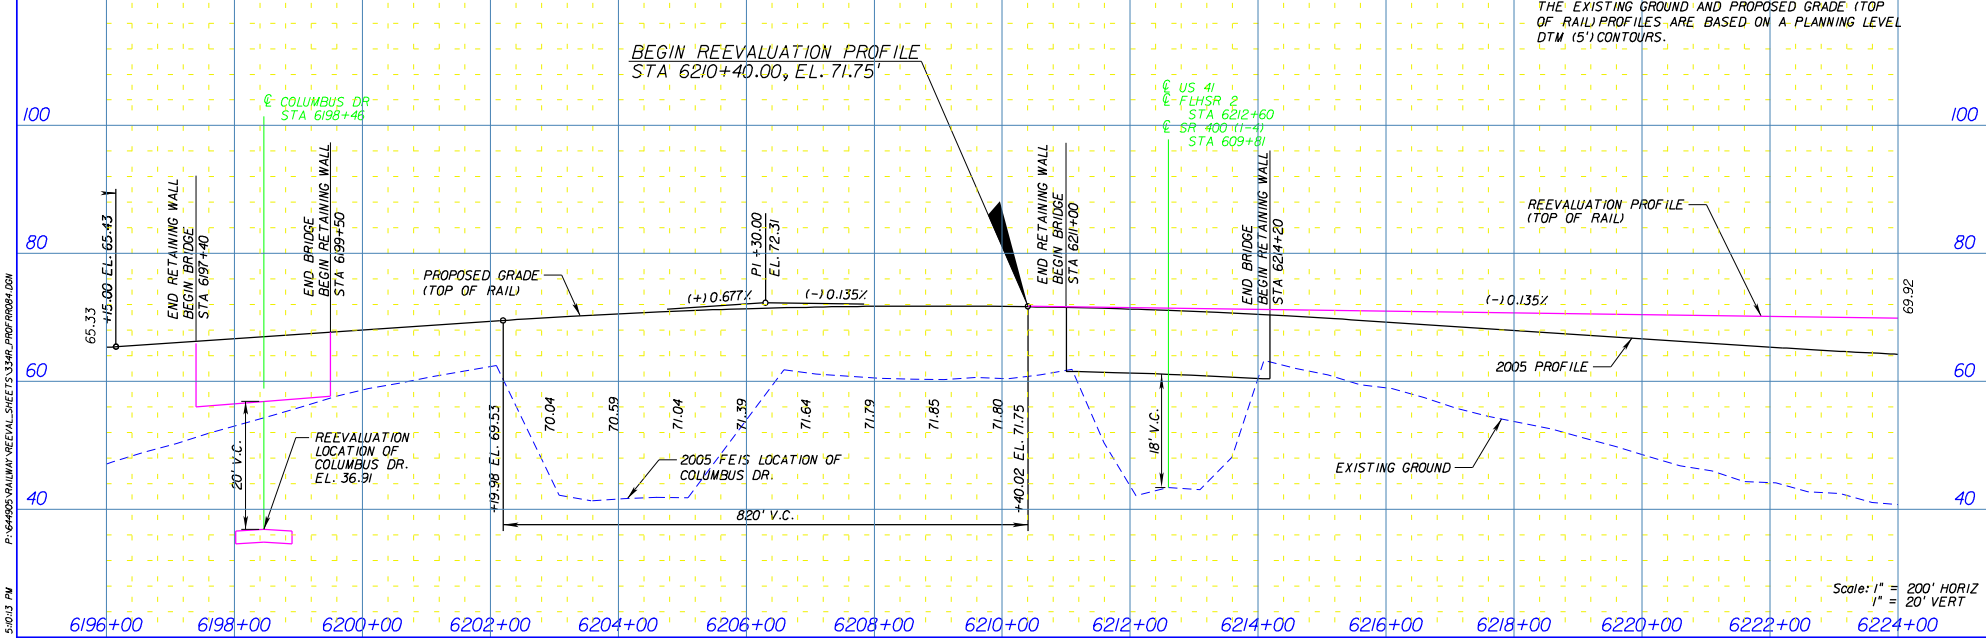 THE EXISTING GROUND AND PROPOSED GRADE (TOP
OF RAIL) PROFILES ARE BASED ON A PLANNING LEVEL
DTM (5') CONTOURS.
BEGIN REEVALUATION PROFILE
STA 6210+40.00, EL. 71.75'
℄ COLUMBUS DR
STA 6198+46
℄ US 41
℄ FLHSR 2
STA 6212+60
℄ SR 400 (I-4)
STA 609+81
100
100
80
80
60
60
40
40
65.33
+15.00 EL. 65.43
END RETAINING WALL
BEGIN BRIDGE
STA 6197+40
END BRIDGE
BEGIN RETAINING WALL
STA 6199+50
PROPOSED GRADE
(TOP OF RAIL)
(+) 0.677%
PI +30.00
EL. 72.31
(-) 0.135%
END RETAINING WALL
BEGIN BRIDGE
STA 6211+00
END BRIDGE
BEGIN RETAINING WALL
STA 6214+20
REEVALUATION PROFILE
(TOP OF RAIL)
(-) 0.135%
69.92
2005 PROFILE
EXISTING GROUND
20' V.C.
REEVALUATION
LOCATION OF
COLUMBUS DR.
EL. 36.91
+19.98 EL. 69.53
70.04
70.59
71.04
71.39
71.64
71.79
71.85
71.80
+40.02 EL. 71.75
2005 FEIS LOCATION OF
COLUMBUS DR.
820' V.C.
18' V.C.
Scale: 1" = 200' HORIZ
1" = 20' VERT
6196+00
6198+00
6200+00
6202+00
6204+00
6206+00
6208+00
6210+00
6212+00
6214+00
6216+00
6218+00
6220+00
6222+00
6224+00
5:10:13 PM
P:\644905\RAILWAY\REEVAL_SHEETS\334R_PROFRR084.DGN